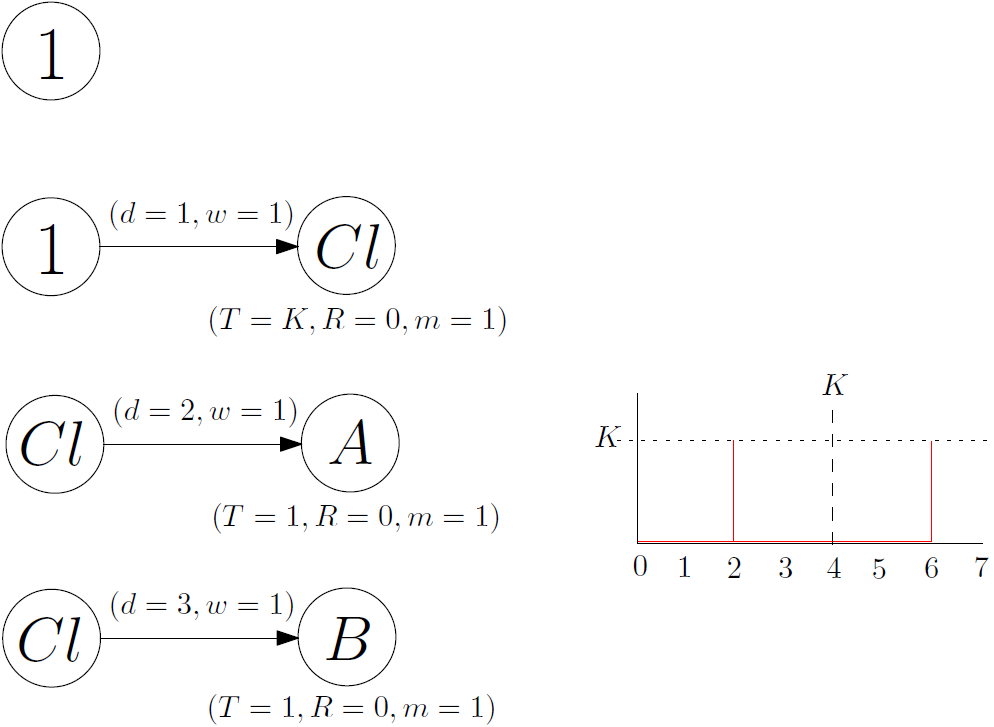 1
(d = 1, w = 1)
1
Cl
(T = K, R = 0, m = 1)
(d = 2, w = 1)
Cl
A
(T = 1, R = 0, m = 1)
(d = 3, w = 1)
Cl
B
(T = 1, R = 0, m = 1)
K
K
0 1 2 3 4 5 6 7